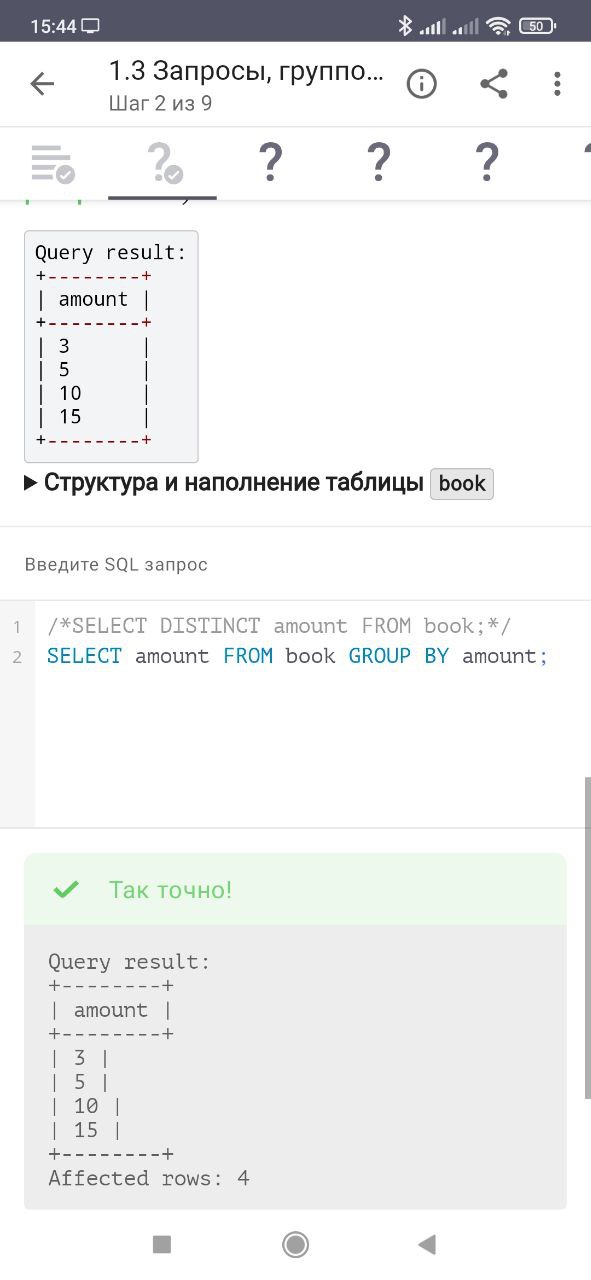 15:44
50
1.3 Запросы, группо...
Шаг 2 из 9
Query result:
+--------+
| amount |
+--------+
| 3      |
| 5      |
| 10     |
| 15     |
+--------+
Структура и наполнение таблицы book
Введите SQL запрос
1 /*SELECT DISTINCT amount FROM book;*/
2 SELECT amount FROM book GROUP BY amount;
Так точно!
Query result:
+--------+
| amount |
+--------+
| 3 |
| 5 |
| 10 |
| 15 |
+--------+
Affected rows: 4